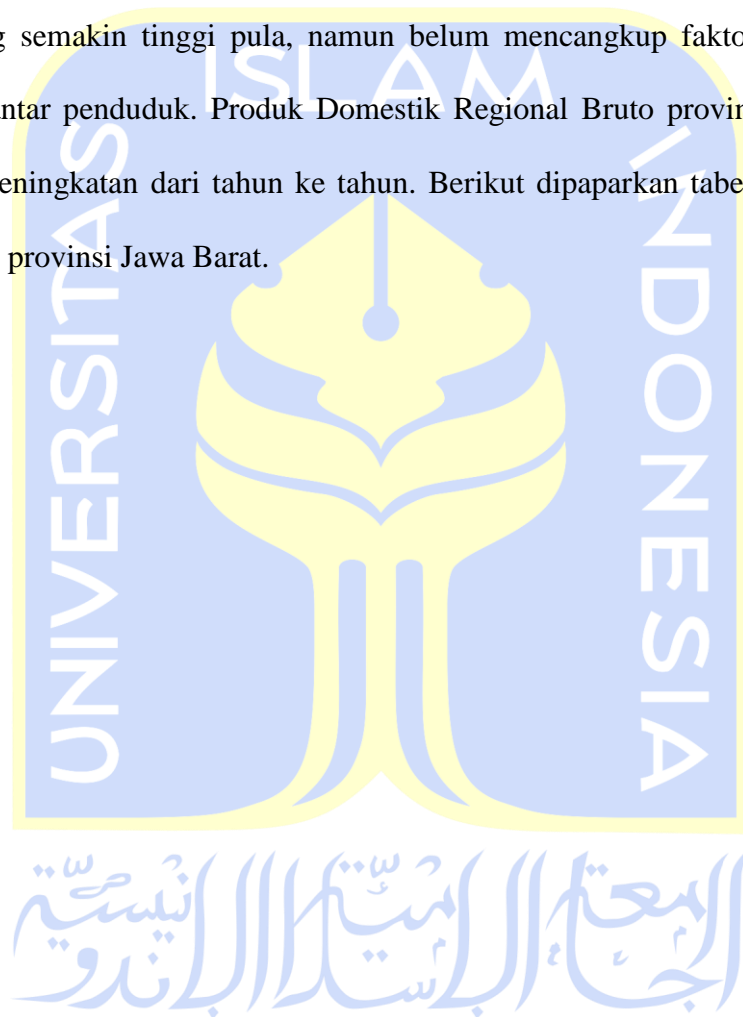 semakin tinggi pula, namun belum mencangkup fakto
ntar penduduk. Produk Domestik Regional Bruto provin
eningkatan dari tahun ke tahun. Berikut dipaparkan tabe
provinsi Jawa Barat.
ISLAM
UNIVERSITAS
INDONESIA